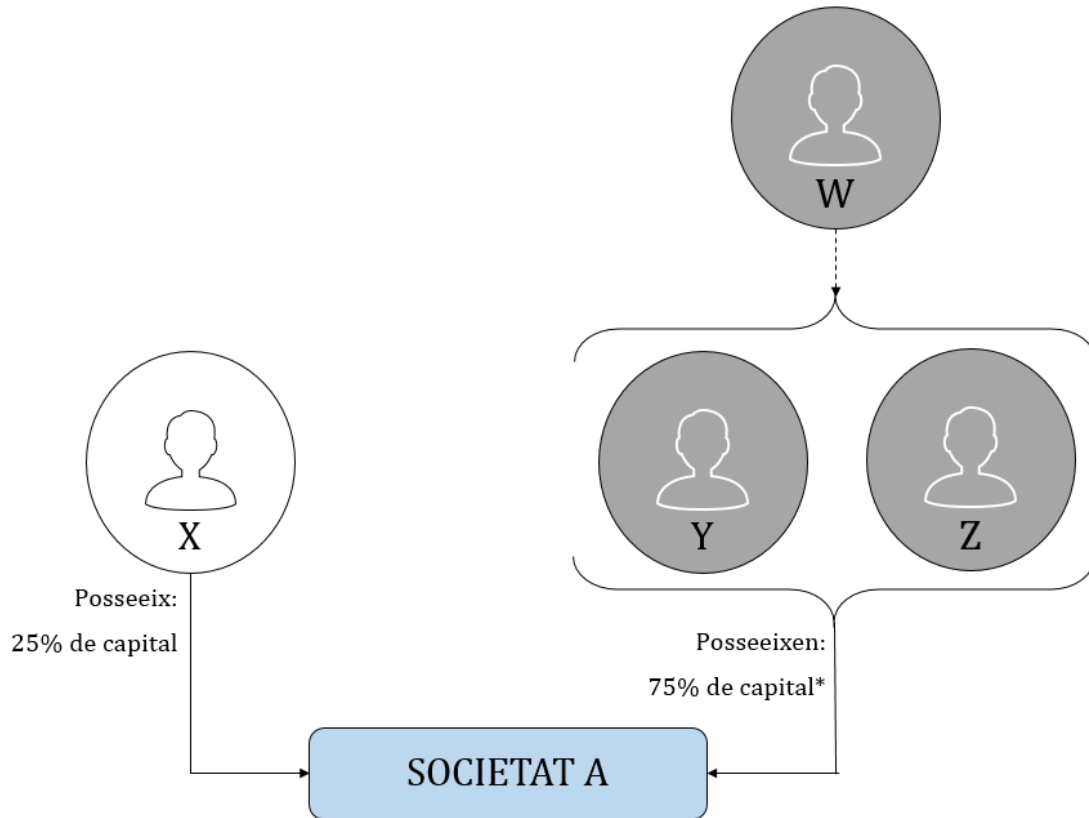 W
X
Y
Z
Posseeix:
25% de capital
Posseeixen:
75% de capital*
SOCIETAT A